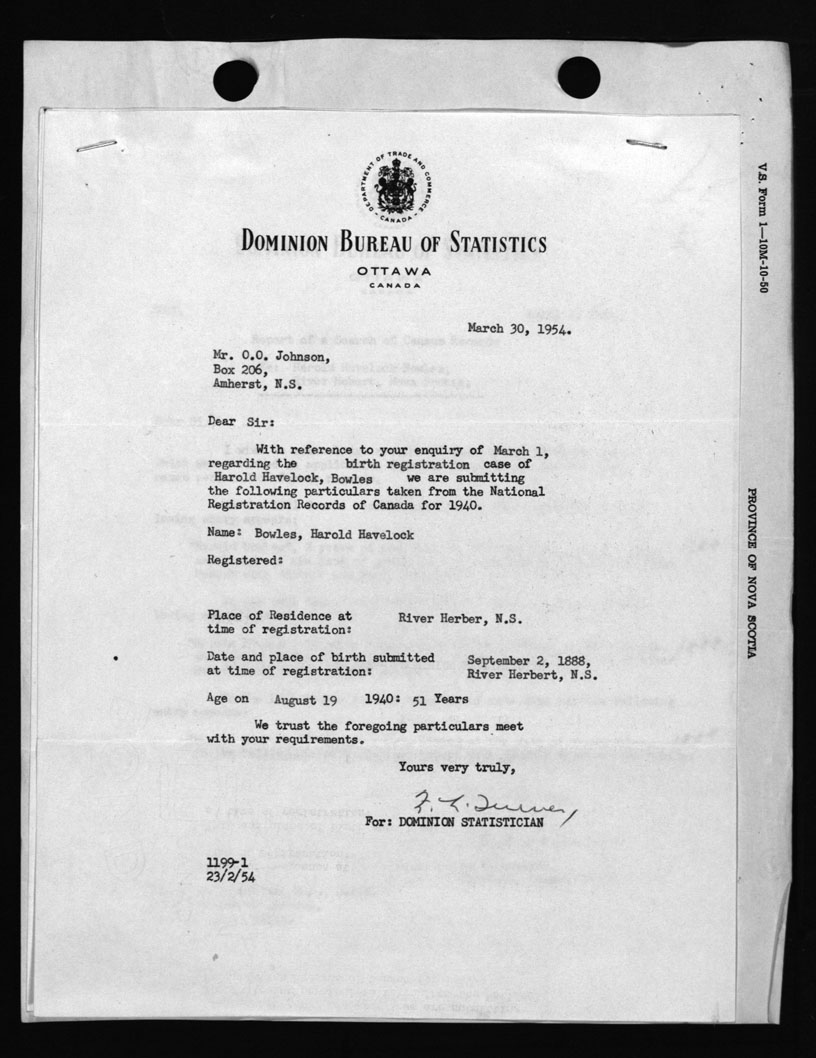 DEPARTMENT OF TRADE AND COMMERCE
CANADA
DOMINION BUREAU OF STATISTICS
OTTAWA
CANADA
March 30, 1954.
Mr. O.O. Johnson,
Box 206,
Amherst, N.S.
Dear Sir:
With reference to your enquiry of March 1,
regarding the birth registration case of
Harold Havelock, Bowles we are submitting
the following particulars taken from the National
Registration Records of Canada for 1940.
Name: Bowles, Harold Havelock
Registered:
Place of Residence at River Herber, N.S.
time of registration:
Date and place of birth submitted September 2, 1888,
at time of registration: River Herbert, N.S.
Age on August 19 1940: 51 Years
We trust the foregoing particulars meet
with your requirements.
Yours very truly,
For: DOMINION STATISTICIAN
1199-1
23/2/54
V.S. Form 1—10M-10-50
PROVINCE OF NOVA SCOTIA